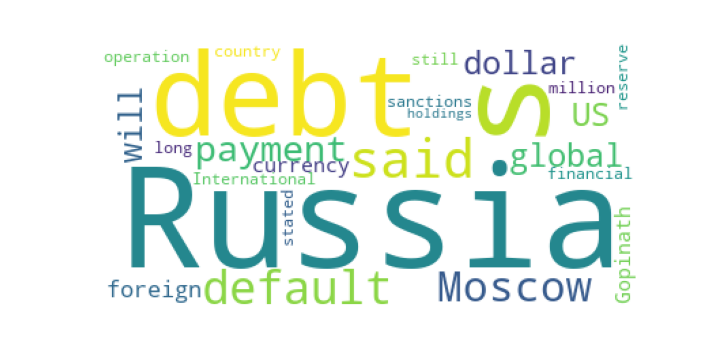 operation
country
still
dollar
debt
s
million
reserve
will
sanctions
holdings
US
long
payment
currency
said
global
financial
International
Russia
stated
Gopinath
foreign
default
Moscow